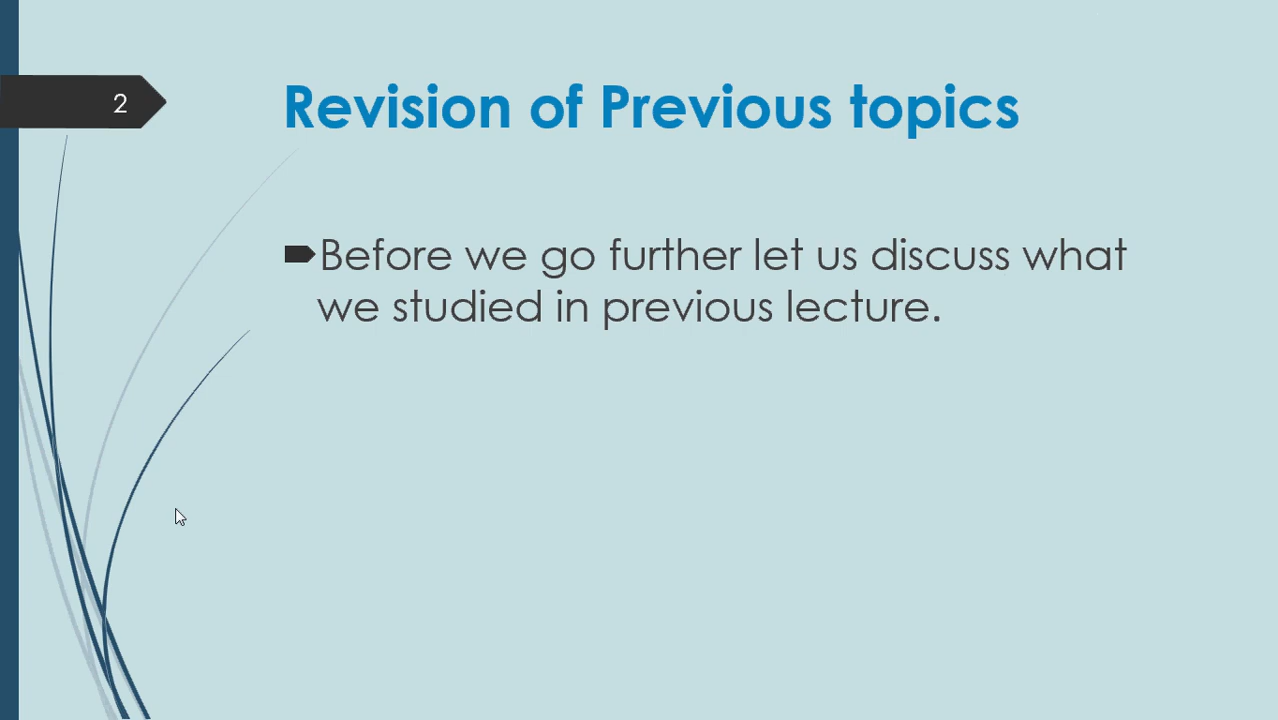 2
Revision of Previous topics
Before we go further let us discuss what
we studied in previous lecture.